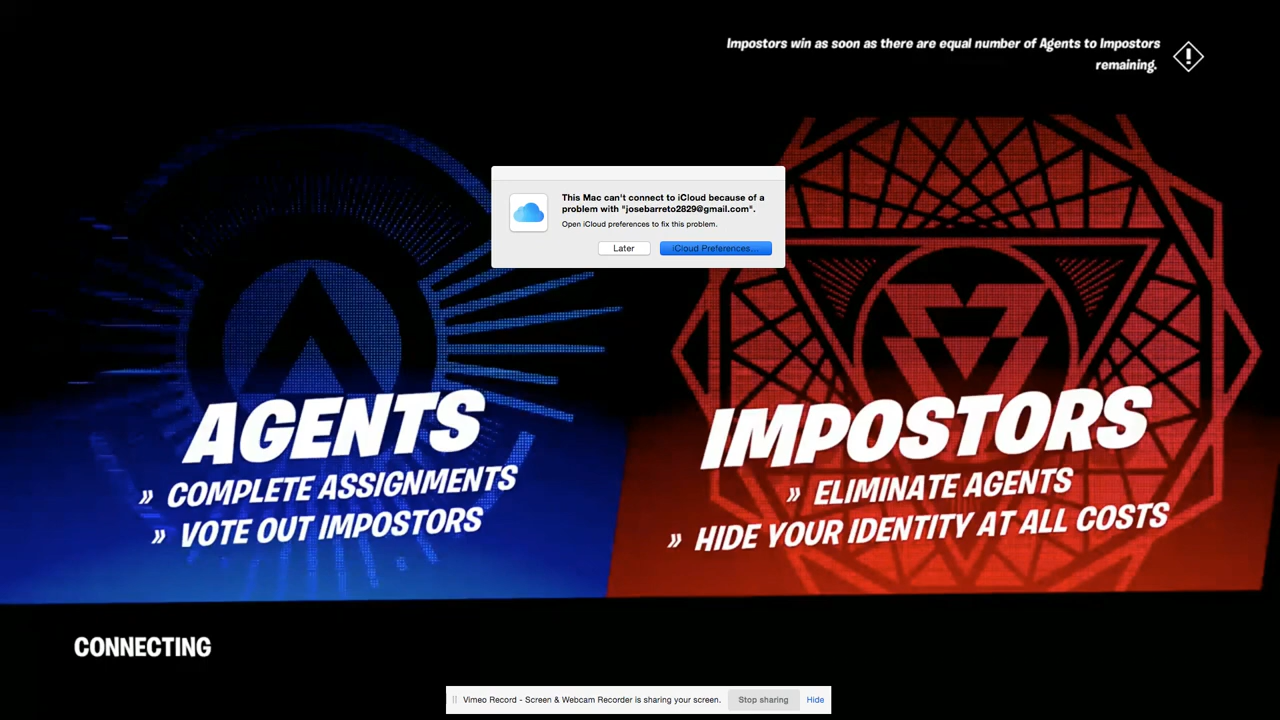 Impostors win as soon as there are equal number of Agents to Impostors
remaining.
This Mac can't connect to iCloud because of a
problem with "josebarreto2829@gmail.com".
Open iCloud preferences to fix this problem.
Later
iCloud Preferences...
AGENTS
» COMPLETE ASSIGNMENTS
» VOTE OUT IMPOSTORS
IMPOSTORS
» ELIMINATE AGENTS
» HIDE YOUR IDENTITY AT ALL COSTS
CONNECTING
Vimeo Record - Screen & Webcam Recorder is sharing your screen.
Stop sharing
Hide